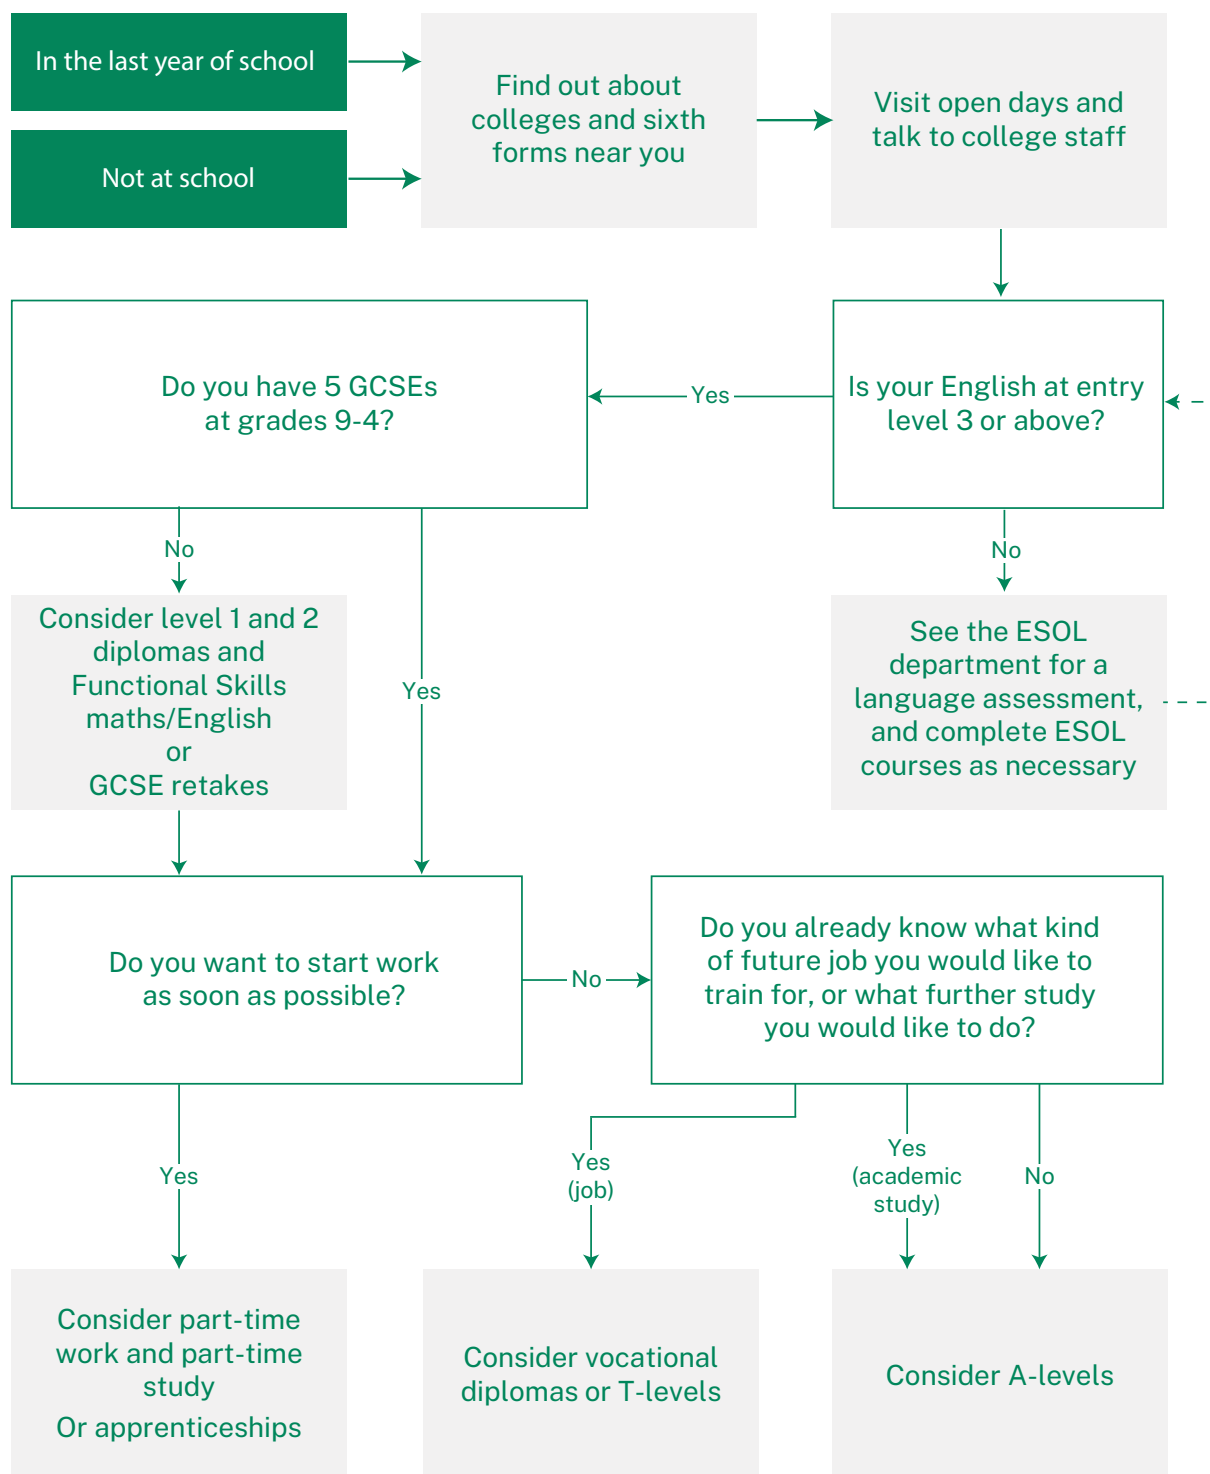 In the last year of school
Not at school
Find out about
colleges and sixth
forms near you
Visit open days and
talk to college staff
Do you have 5 GCSEs
at grades 9-4?
Yes
Is your English at entry
level 3 or above?
No
No
Consider level 1 and 2
diplomas and
Functional Skills
maths/English
or
GCSE retakes
Yes
See the ESOL
department for a
language assessment,
and complete ESOL
courses as necessary
Do you want to start work
as soon as possible?
No
Do you already know what kind
of future job you would like to
train for, or what further study
you would like to do?
Yes
Yes
(job)
Yes
(academic
study)
No
Consider part-time
work and part-time
study
Or apprenticeships
Consider vocational
diplomas or T-levels
Consider A-levels